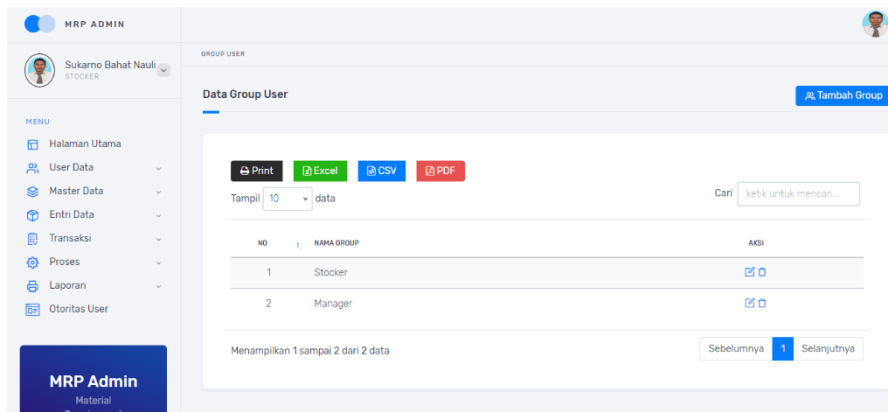 MRP ADMIN
Sukarno Bahat Nauli
STOCKER
MENU
Halaman Utama
User Data
Master Data
Entri Data
Transaksi
Proses
Laporan
Otoritas User
MRP Admin
Material
GROUP USER
Data Group User
Tambah Group
Print Excel CSV PDF
Tampil 10 data
Cari ketik untuk mencari...
NO NAMA GROUP AKSI
1 Stocker
2 Manager
Menampilkan 1 sampai 2 dari 2 data
Sebelumnya 1 Selanjutnya